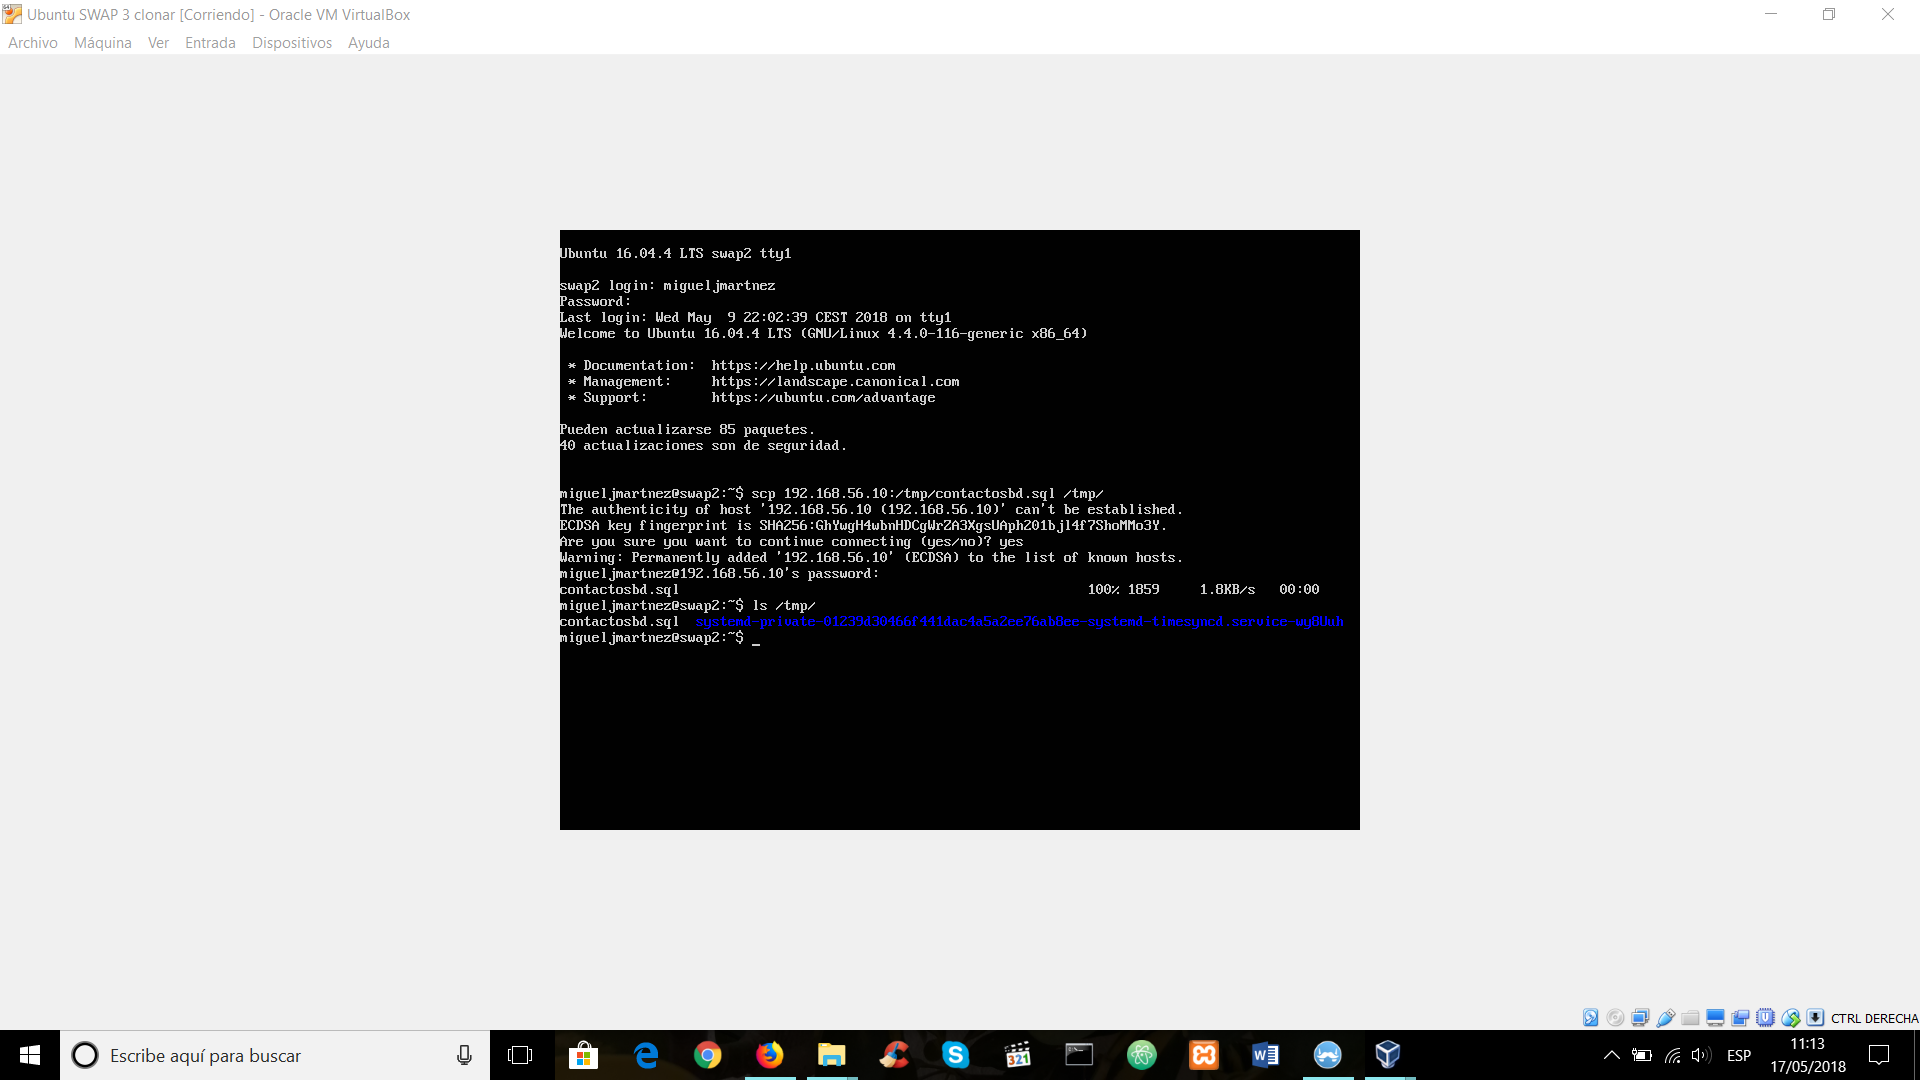 Ubuntu SWAP 3 clonar [Corriendo] - Oracle VM VirtualBox
Archivo Máquina Ver Entrada Dispositivos Ayuda
Ubuntu 16.04.4 LTS swap2 tty1
swap2 login: migueljmartnez
Password:
Last login: Wed May  9 22:02:39 CEST 2018 on tty1
Welcome to Ubuntu 16.04.4 LTS (GNU/Linux 4.4.0-116-generic x86_64)
* Documentation:  https://help.ubuntu.com
* Management:     https://landscape.canonical.com
* Support:        https://ubuntu.com/advantage
Pueden actualizarse 85 paquetes.
40 actualizaciones son de seguridad.
migueljmartnez@swap2:~$ scp 192.168.56.10:/tmp/contactosbd.sql /tmp/
The authenticity of host '192.168.56.10 (192.168.56.10)' can't be established.
ECDSA key fingerprint is SHA256:GhYwgH4wbnHDCgWrZA3XgsUAph201bjl4f7ShoMMo3Y.
Are you sure you want to continue connecting (yes/no)? yes
Warning: Permanently added '192.168.56.10' (ECDSA) to the list of known hosts.
migueljmartnez@192.168.56.10's password:
contactosbd.sql 100% 1859 1.8KB/s 00:00
migueljmartnez@swap2:~$ ls /tmp/
contactosbd.sql  systemd-private-01239d30466f441dac4a5a2ee76ab8ee-systemd-timesyncd.service-wy8Uuh
migueljmartnez@swap2:~$ _
CTRL DERECHA
Escribe aquí para buscar
321
ESP
11:13
17/05/2018